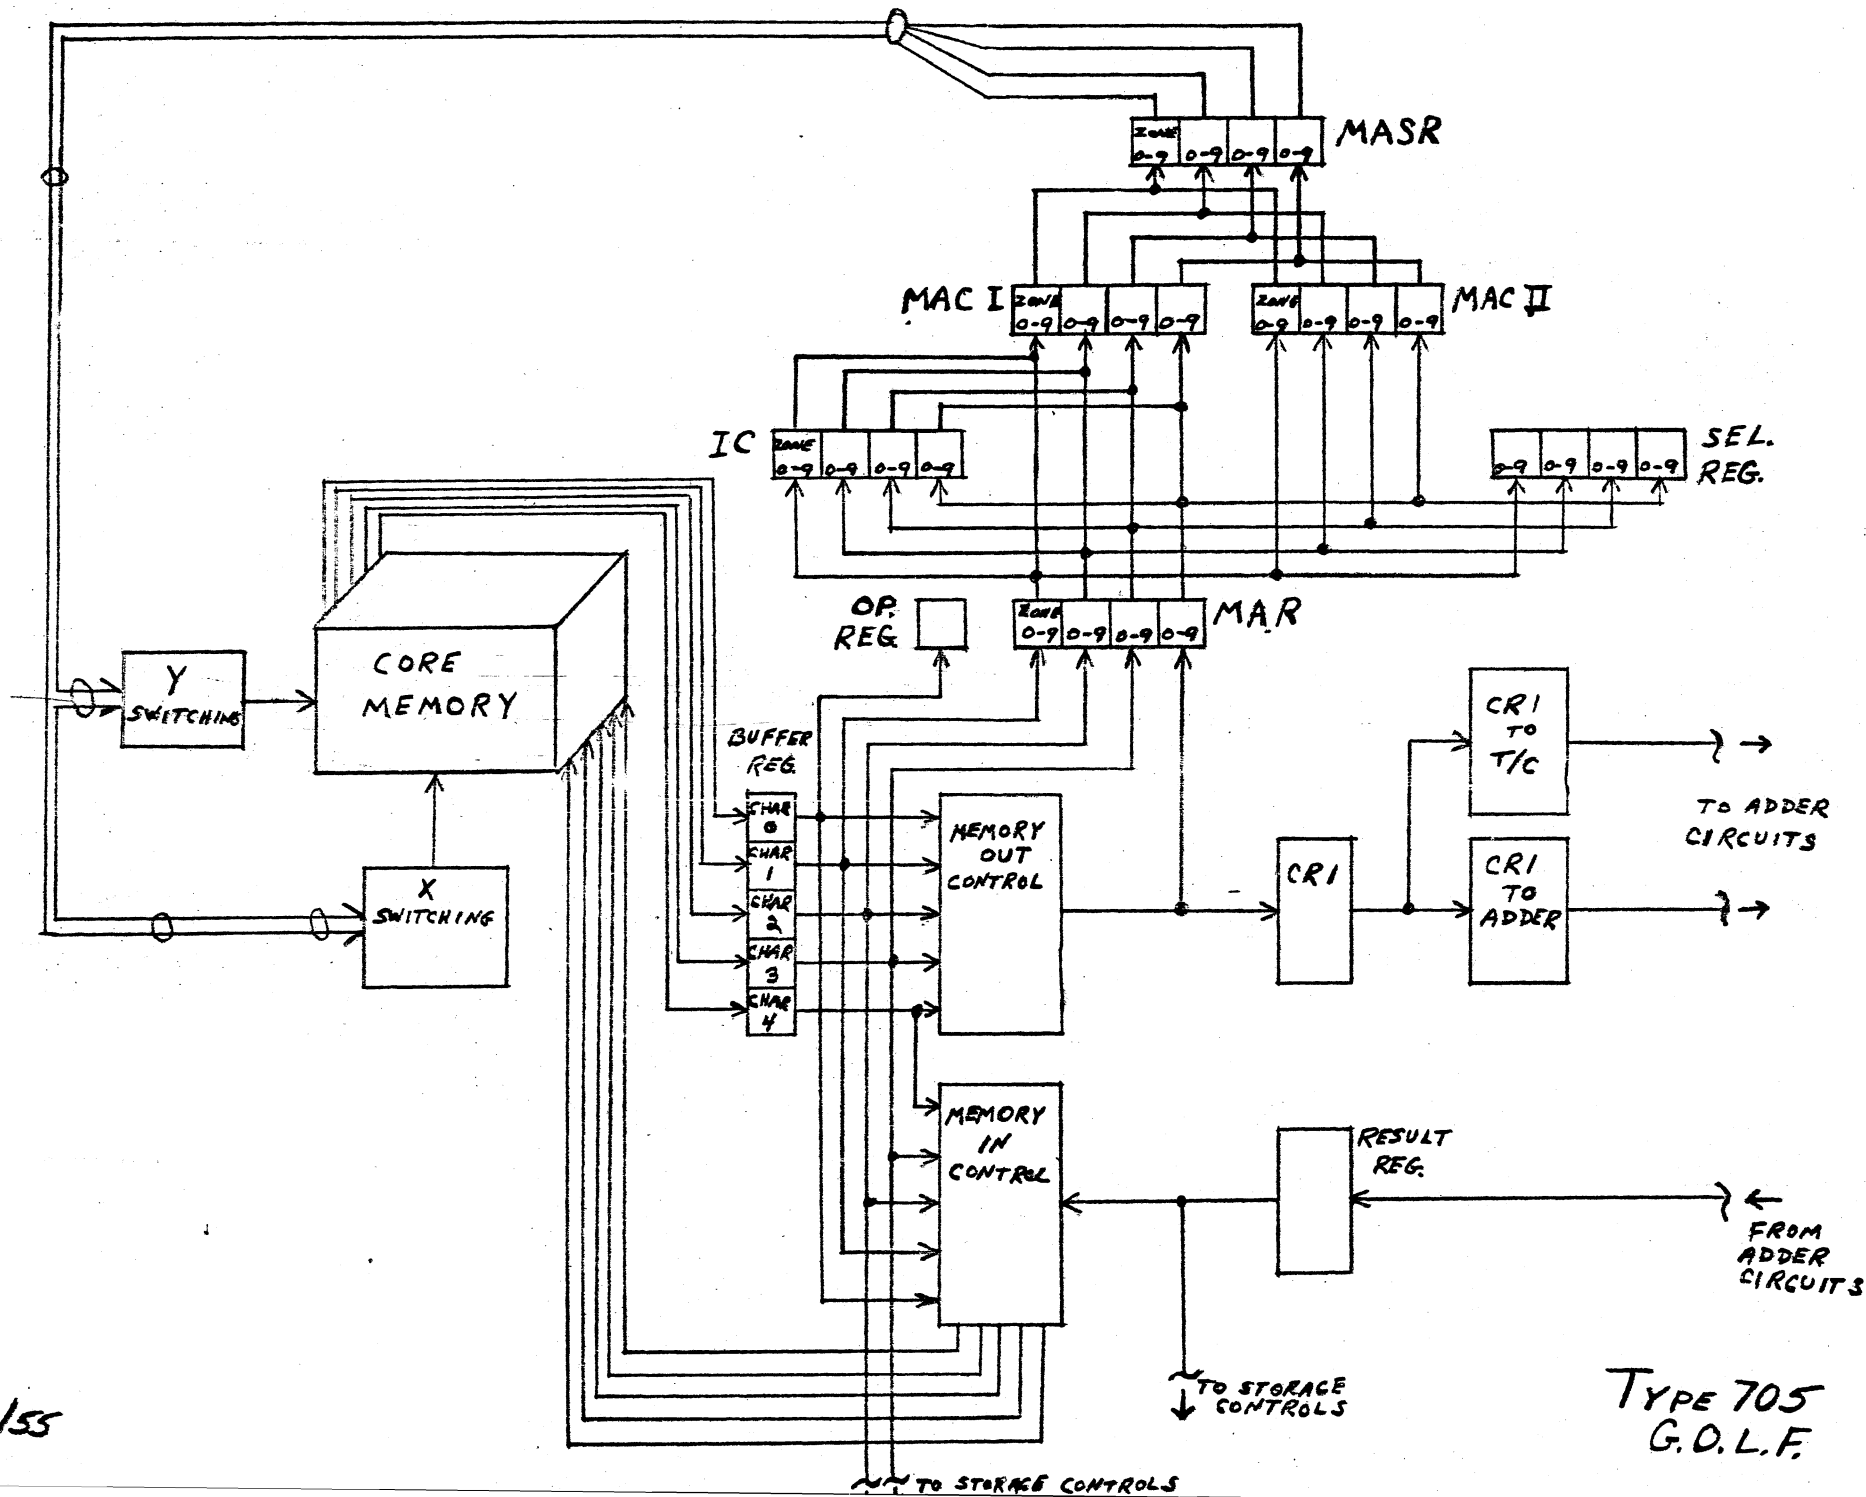 ZONE
0-9 0-9 0-9 0-9
MASR
MAC I
ZONE
0-9 0-9 0-9 0-9
ZONE
0-9 0-9 0-9 0-9
MAC II
IC
ZONE
0-9 0-9 0-9 0-9
0-9 0-9 0-9 0-9
SEL.
REG.
OP.
REG.
ZONE
0-9 0-9 0-9 0-9
MAR
Y
SWITCHING
CORE
MEMORY
X
SWITCHING
BUFFER
REG.
CHAR
0
CHAR
1
CHAR
2
CHAR
3
CHAR
4
MEMORY
OUT
CONTROL
CR1
CR1
TO
T/C
CR1
TO
ADDER
TO ADDER
CIRCUITS
MEMORY
IN
CONTROL
RESULT
REG.
FROM
ADDER
CIRCUITS
TO STORAGE
CONTROLS
TO STORAGE CONTROLS
/55
TYPE 705
G.O.L.F.